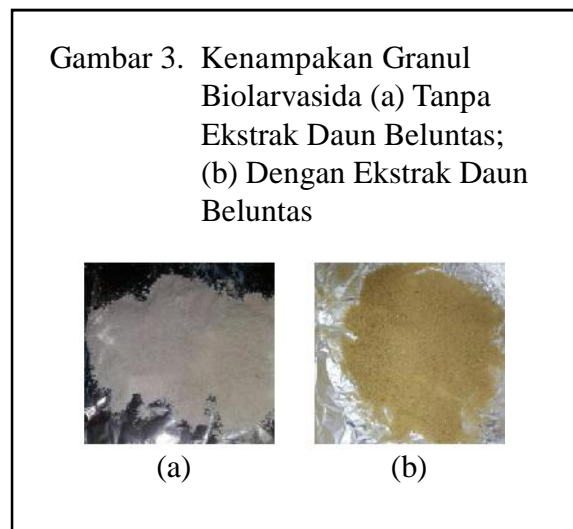 Gambar 3. Kenampakan Granul
Biolarvasida (a) Tanpa
Ekstrak Daun Beluntas;
(b) Dengan Ekstrak Daun
Beluntas
(a) (b)